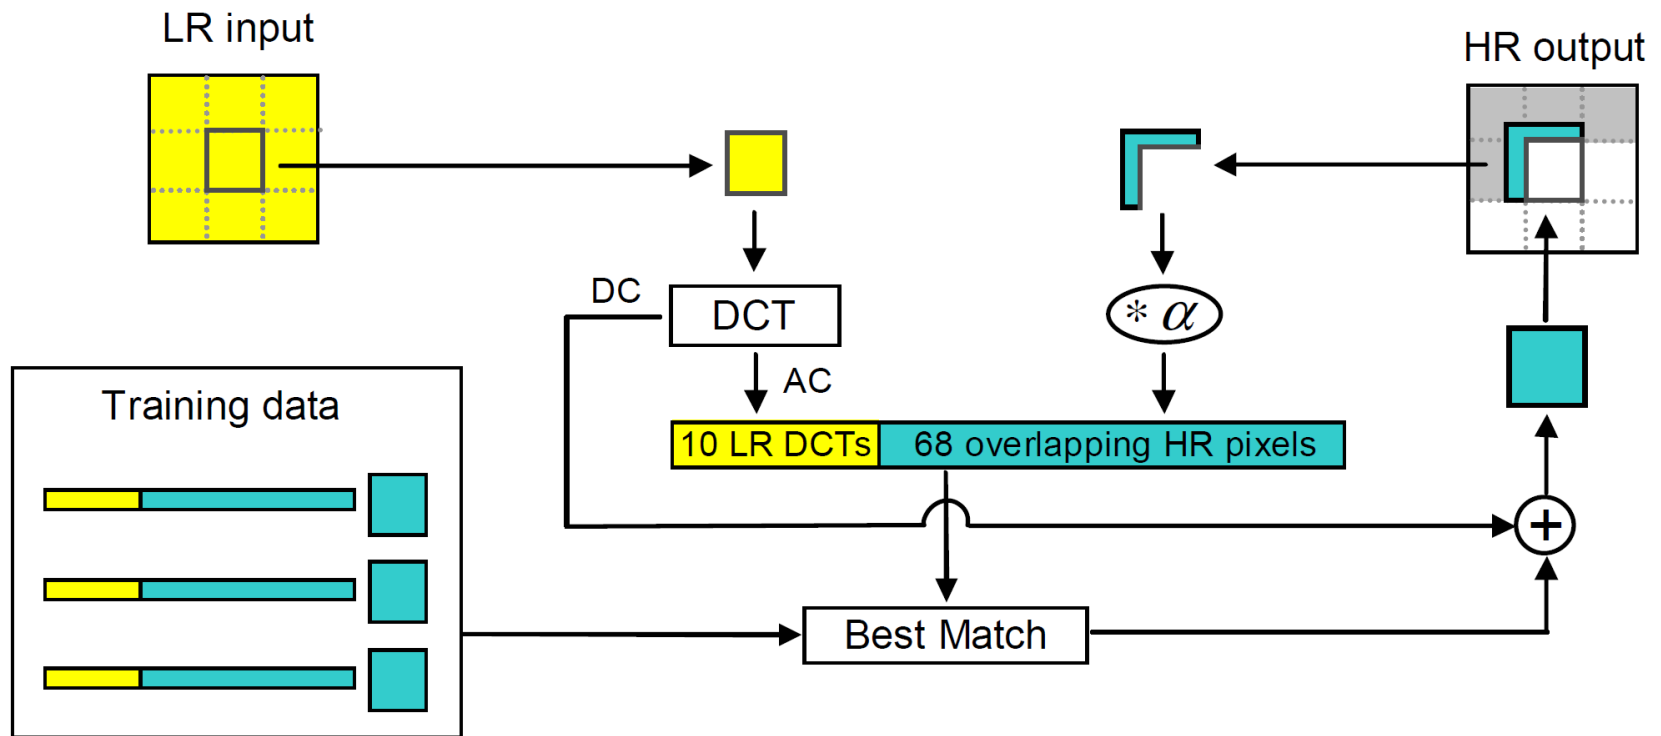 LR input
HR output
DC
DCT
* α
AC
Training data
10 LR DCTs
68 overlapping HR pixels
+
Best Match